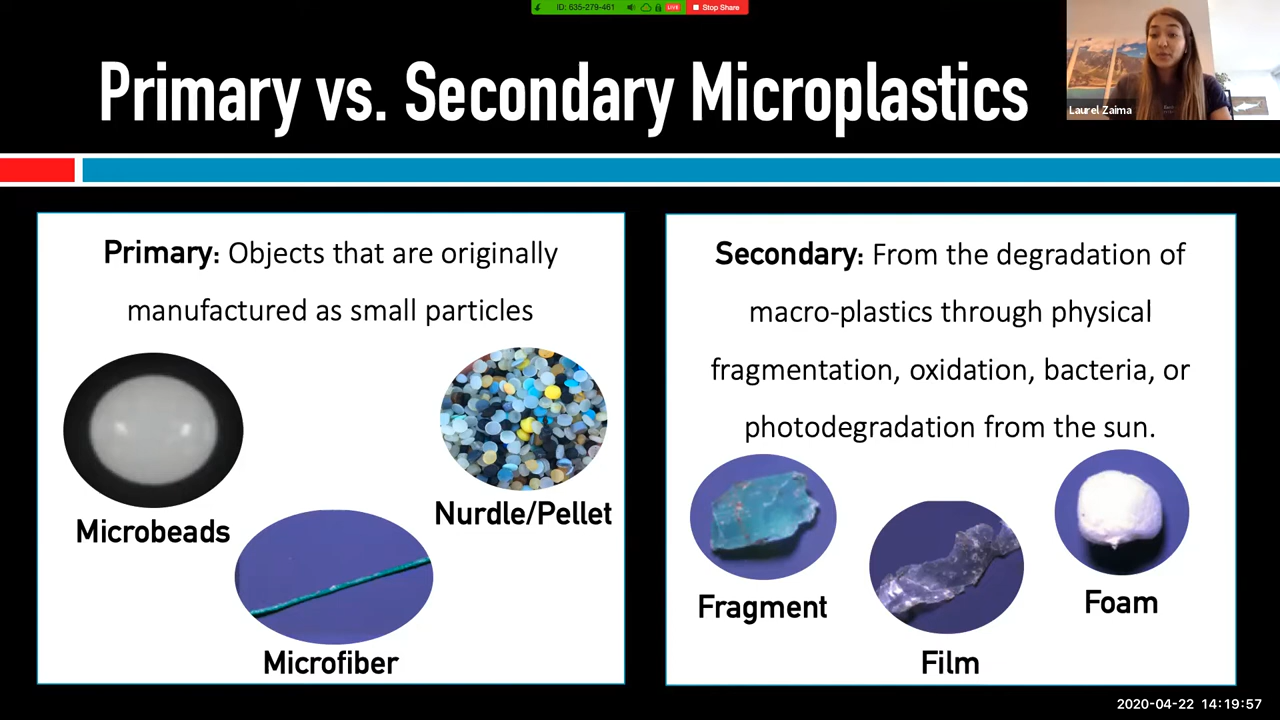 ID: 635-279-461 LIVE Stop Share
Primary vs. Secondary Microplastics
Laurel Zaima
Primary: Objects that are originally
manufactured as small particles
Microbeads
Nurdle/Pellet
Microfiber
Secondary: From the degradation of
macro-plastics through physical
fragmentation, oxidation, bacteria, or
photodegradation from the sun.
Fragment
Film
Foam
2020-04-22 14:19:57